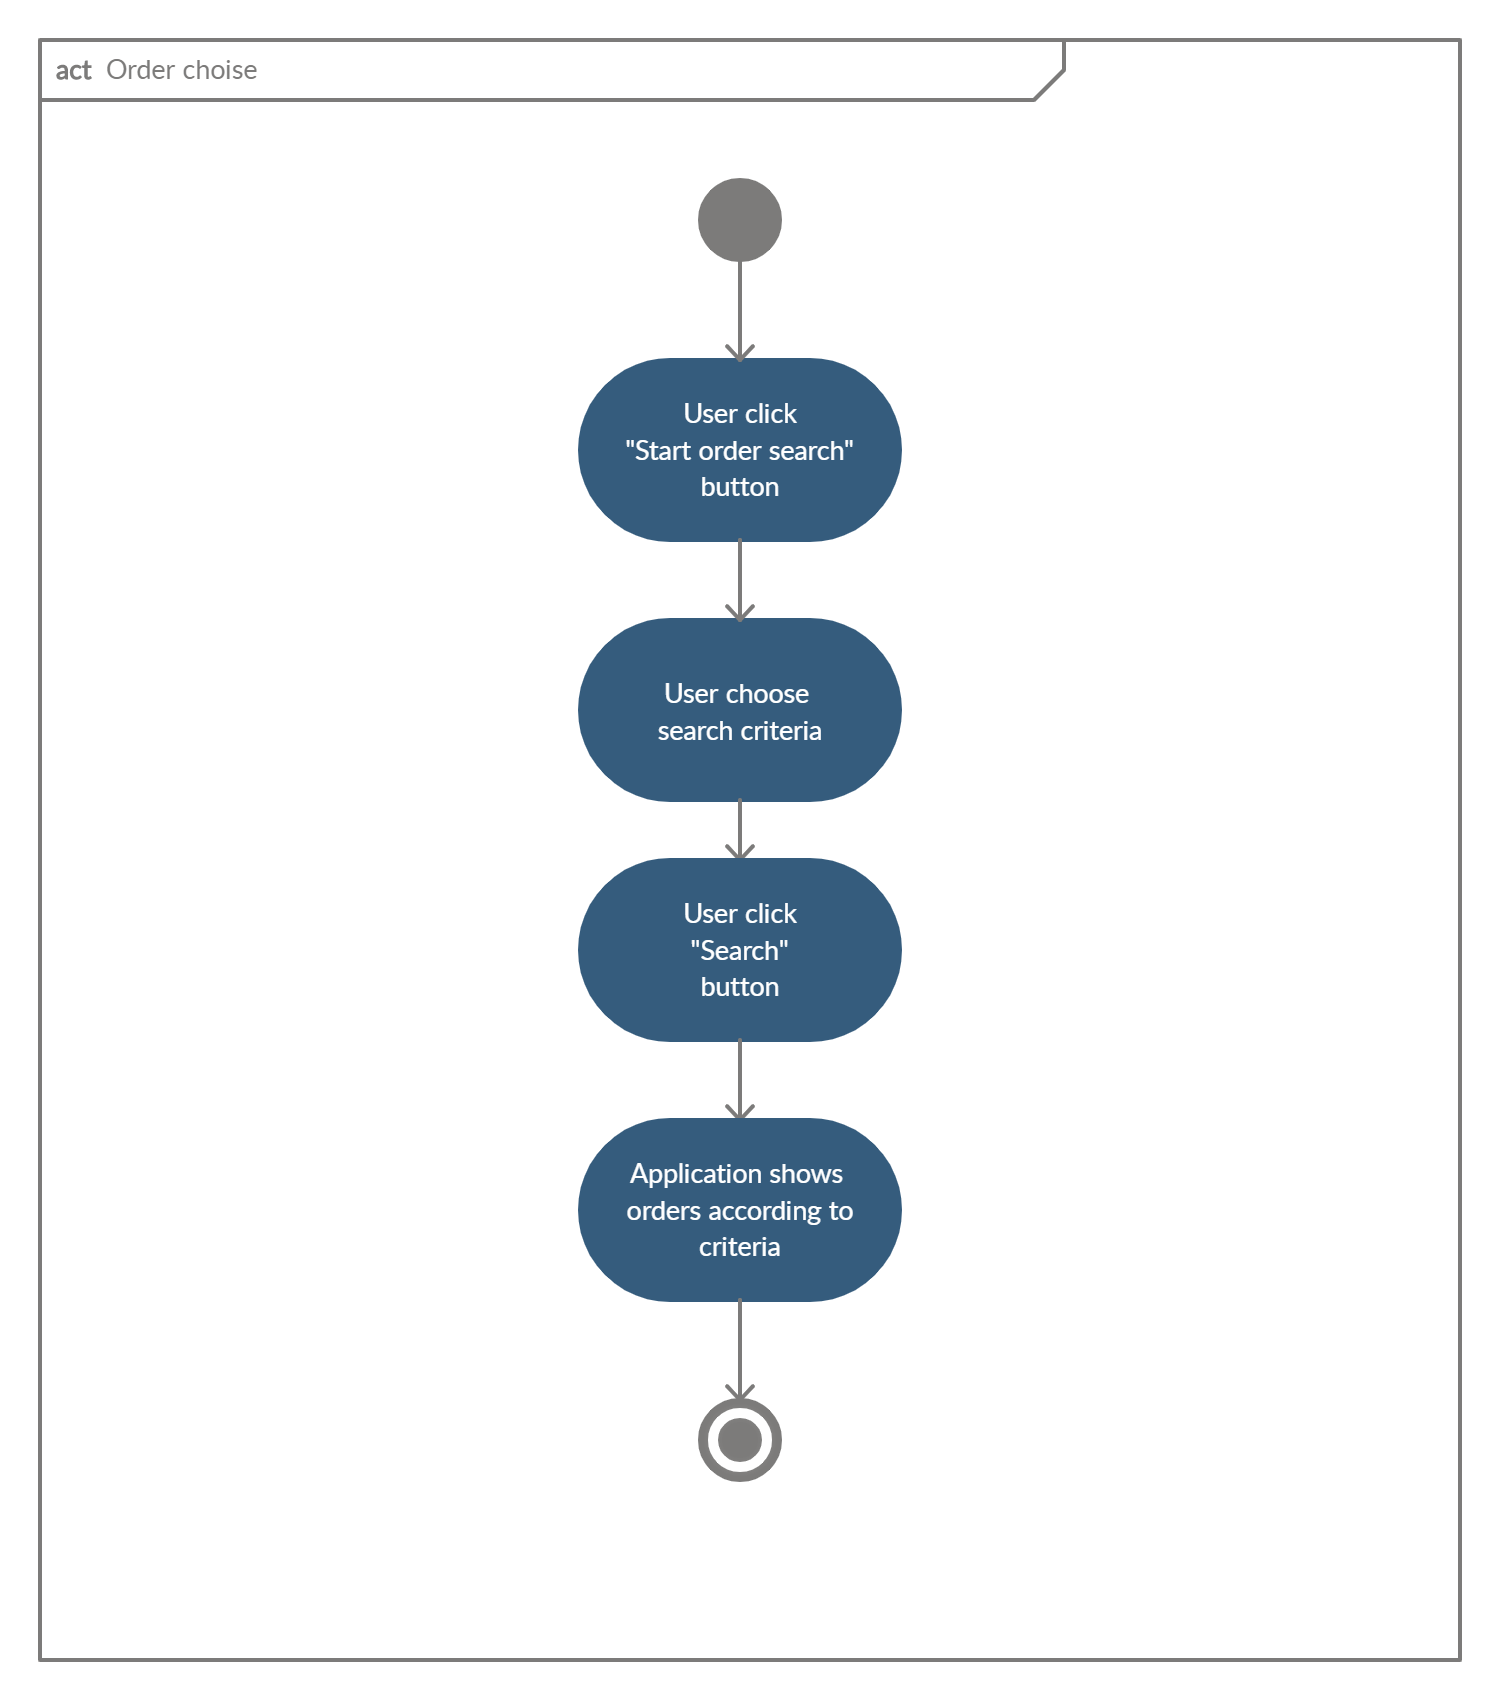 act Order choise
User click
"Start order search"
button
User choose
search criteria
User click
"Search"
button
Application shows
orders according to
criteria